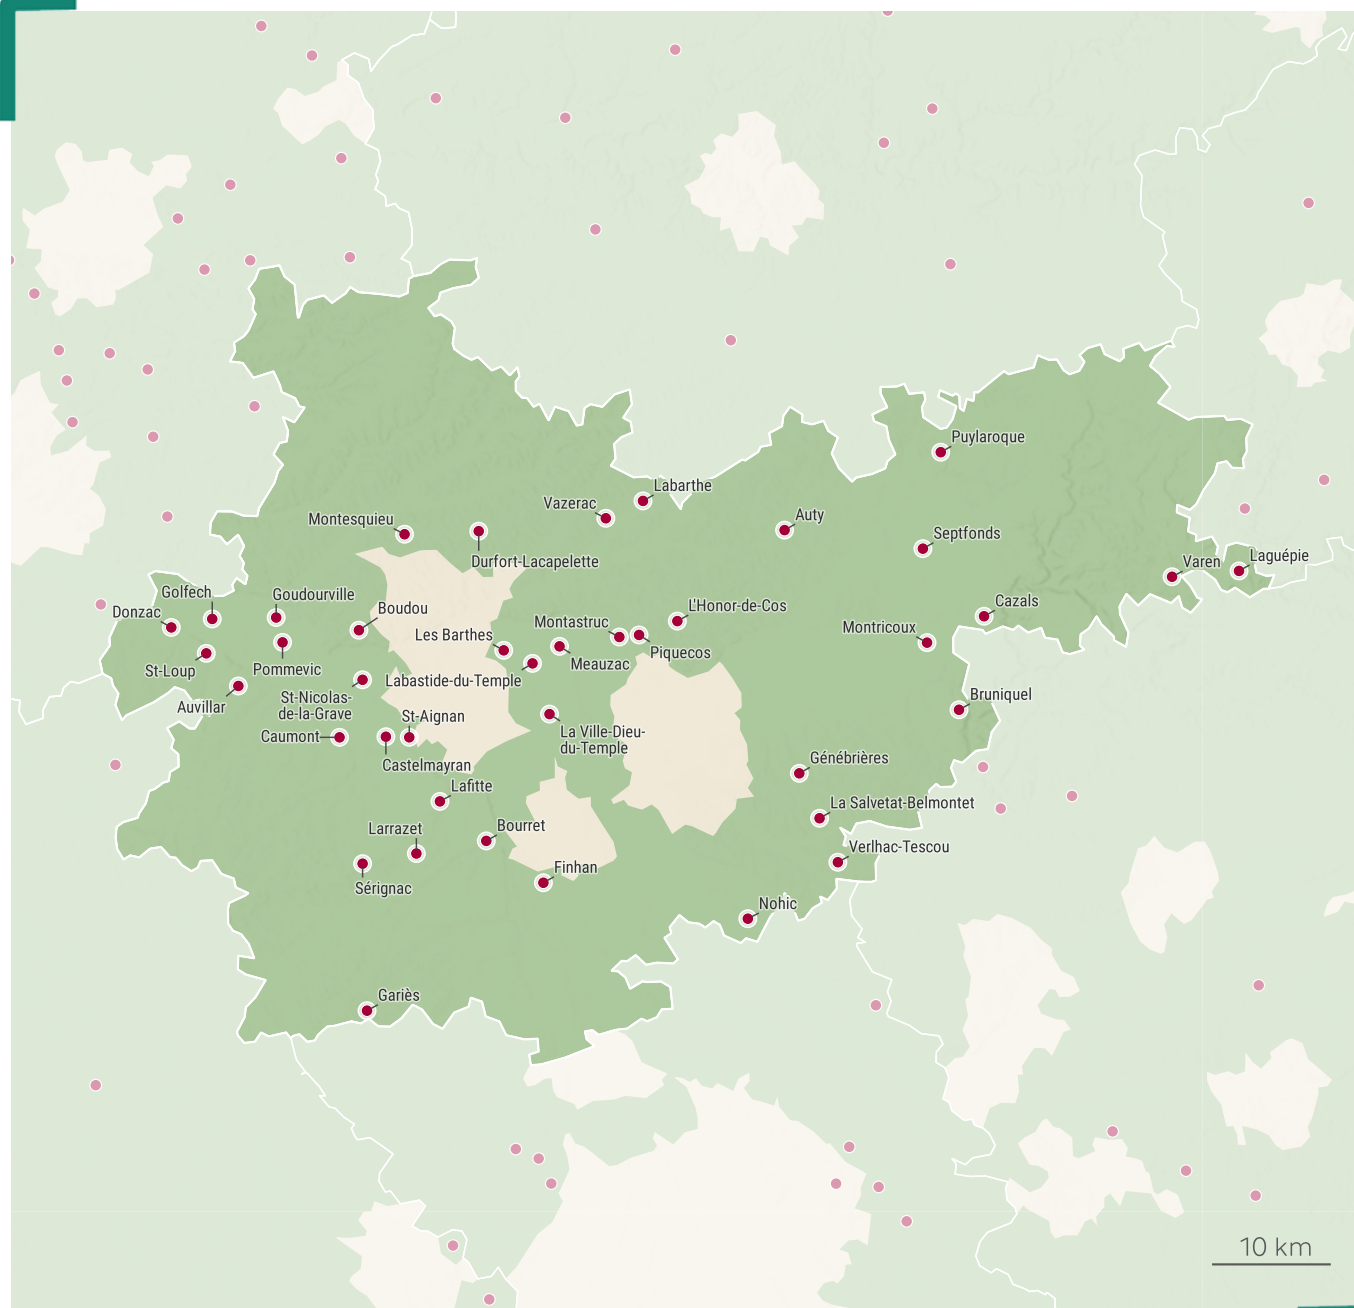 Puylaroque
Labarthe
Vazerac
Auty
Montesquieu
Septfonds
Durfort-Lacapelette
Varen
Laguépie
Golfech
Goudourville
Donzac
Boudou
Cazals
L'Honor-de-Cos
Montastruc
Montricoux
Les Barthes
Piquecos
Meauzac
St-Loup
Pommevic
Labastide-du-Temple
Bruniquel
St-Nicolas-
de-la-Grave
Auvillar
St-Aignan
Caumont
La Ville-Dieu-
du-Temple
Castelmayran
Génébrières
Lafitte
La Salvetat-Belmontet
Larrazet
Bourret
Verlhac-Tescou
Finhan
Sérignac
Nohic
Gariès
10 km